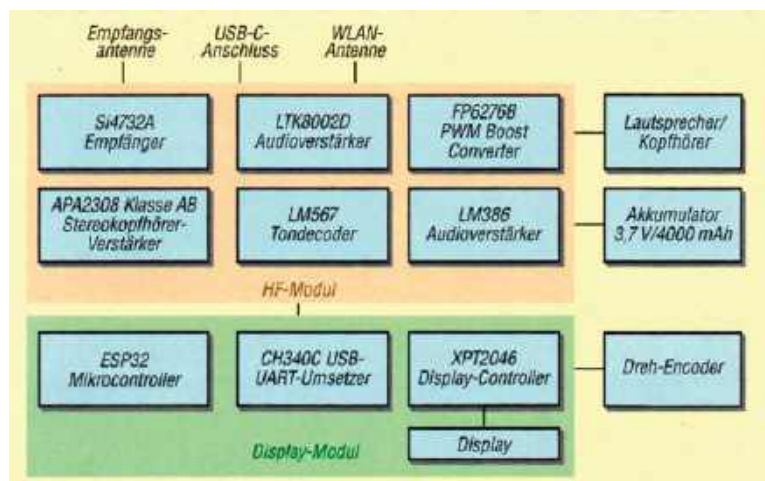 Empfangs-
antenne
USB-C-
Anschluss
WLAN-
Antenne
Si4732A
Empfänger
LTK8002D
Audioverstärker
FP6276B
PWM Boost
Converter
Lautsprecher/
Kopfhörer
APA2308 Klasse AB
Stereokopfhörer-
Verstärker
LM567
Tondecoder
LM386
Audioverstärker
Akkumulator
3,7 V/4000 mAh
HF-Modul
ESP32
Mikrocontroller
CH340C USB-
UART-Umsetzer
XPT2046
Display-Controller
Dreh-Encoder
Display
Display-Modul